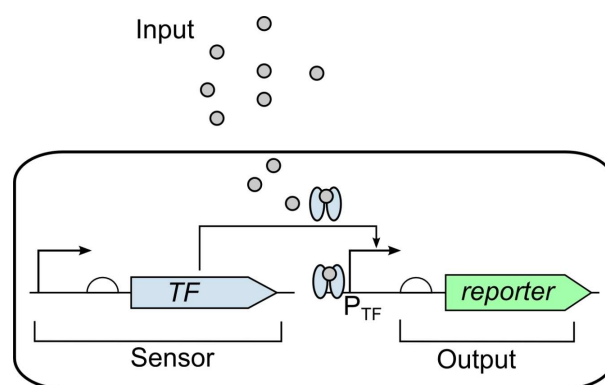 Input
TF
P_TF
reporter
Sensor
Output